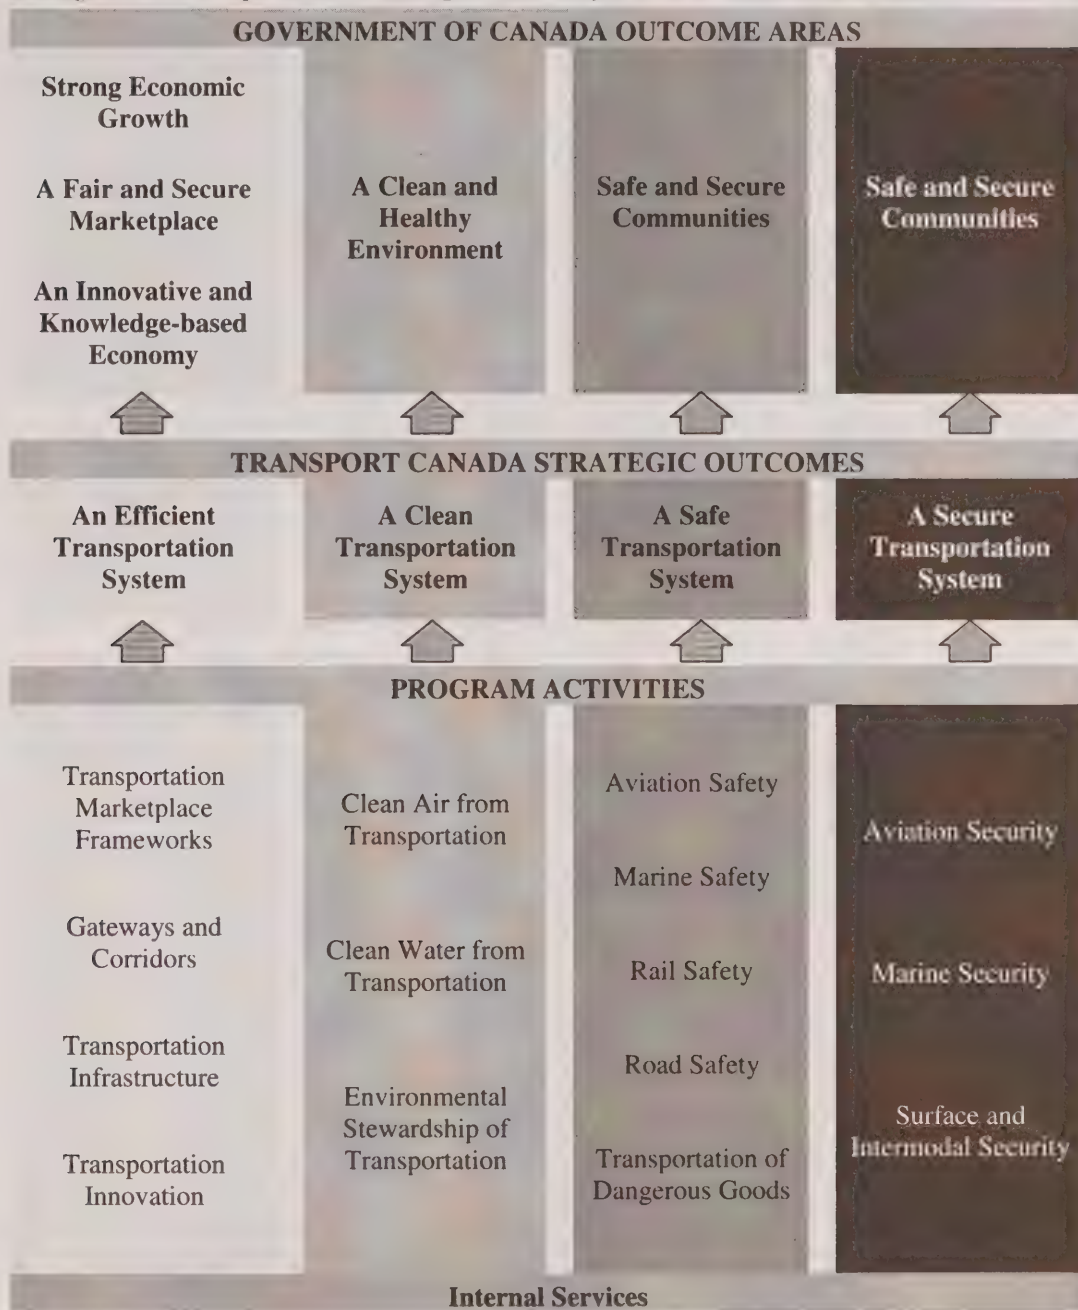 GOVERNMENT OF CANADA OUTCOME AREAS
Strong Economic
Growth
A Fair and Secure
Marketplace
An Innovative and
Knowledge-based
Economy
A Clean and
Healthy
Environment
Safe and Secure
Communities
Safe and Secure
Communities
TRANSPORT CANADA STRATEGIC OUTCOMES
An Efficient
Transportation
System
A Clean
Transportation
System
A Safe
Transportation
System
A Secure
Transportation
System
PROGRAM ACTIVITIES
Transportation
Marketplace
Frameworks
Gateways and
Corridors
Transportation
Infrastructure
Transportation
Innovation
Clean Air from
Transportation
Clean Water from
Transportation
Environmental
Stewardship of
Transportation
Aviation Safety
Marine Safety
Rail Safety
Road Safety
Transportation of
Dangerous Goods
Aviation Security
Marine Security
Surface and
Intermodal Security
Internal Services